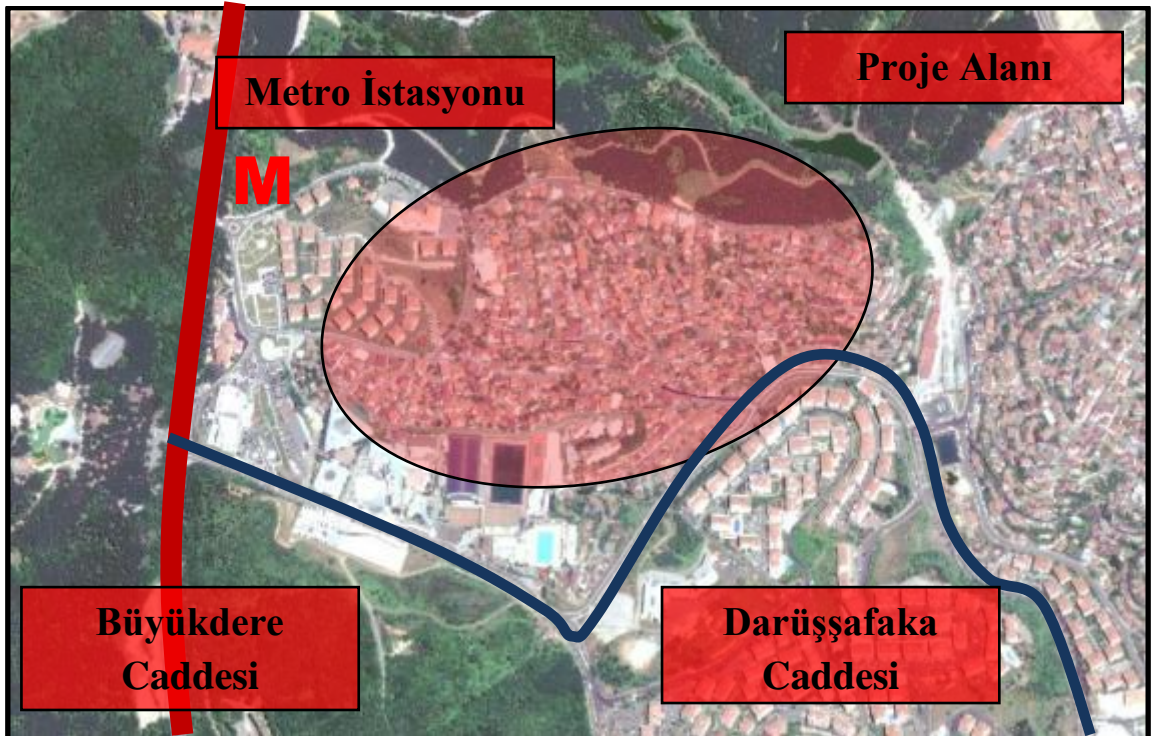 Metro İstasyonu
Proje Alanı
M
Büyükdere
Caddesi
Darüşşafaka
Caddesi